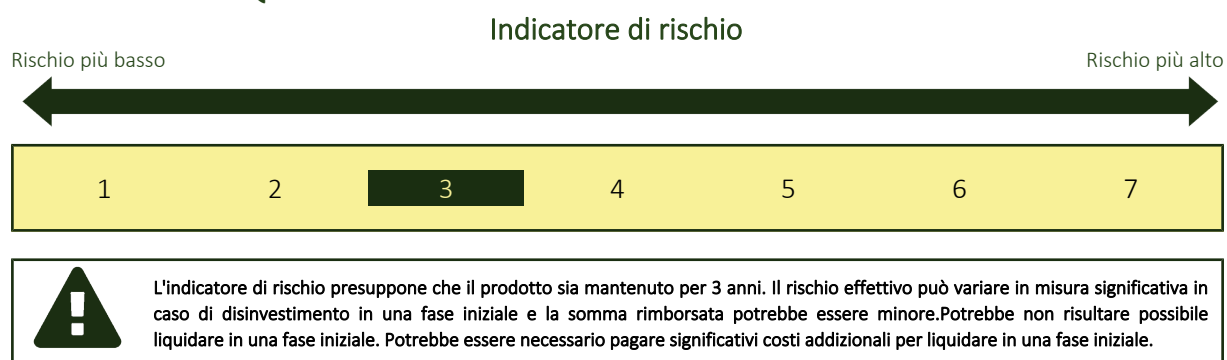 Indicatore di rischio
Rischio più basso Rischio più alto
1 2 3 4 5 6 7
L'indicatore di rischio presuppone che il prodotto sia mantenuto per 3 anni. Il rischio effettivo può variare in misura significativa in
caso di disinvestimento in una fase iniziale e la somma rimborsata potrebbe essere minore.Potrebbe non risultare possibile
liquidare in una fase iniziale. Potrebbe essere necessario pagare significativi costi addizionali per liquidare in una fase iniziale.